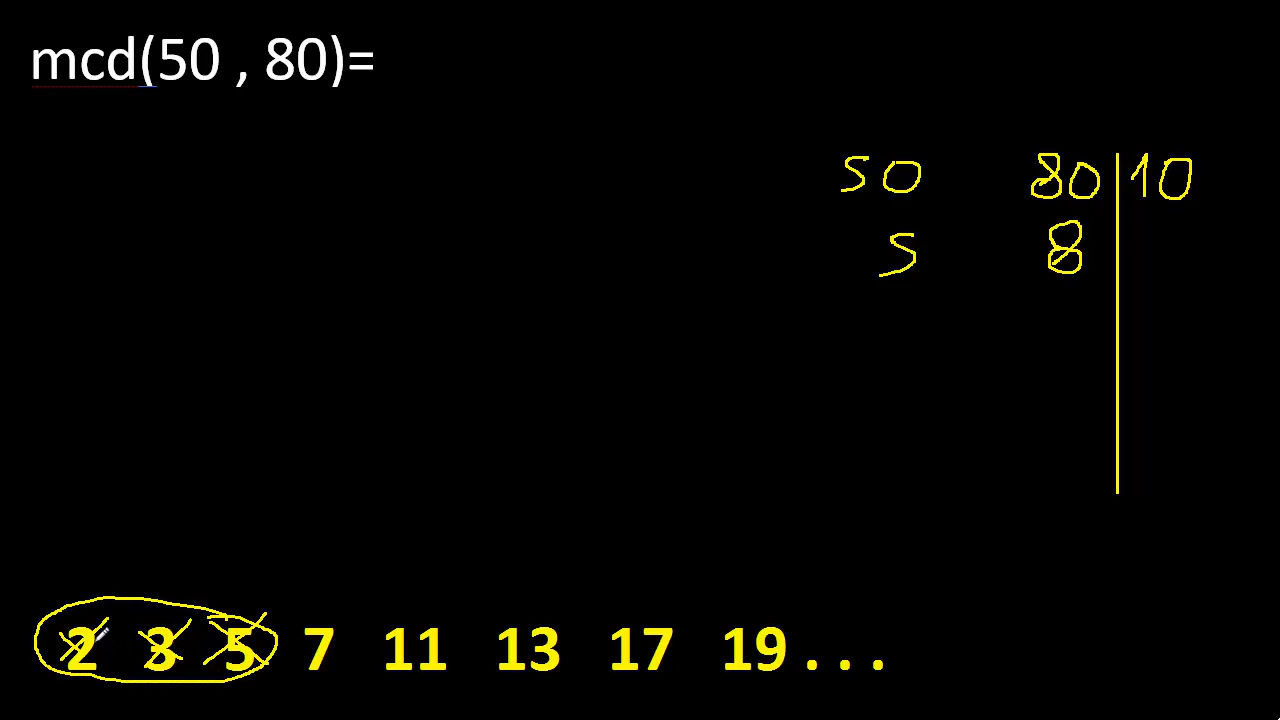 mcd(50 , 80)=
50 80 10
5 8
2 3 5 7 11 13 17 19 . . .